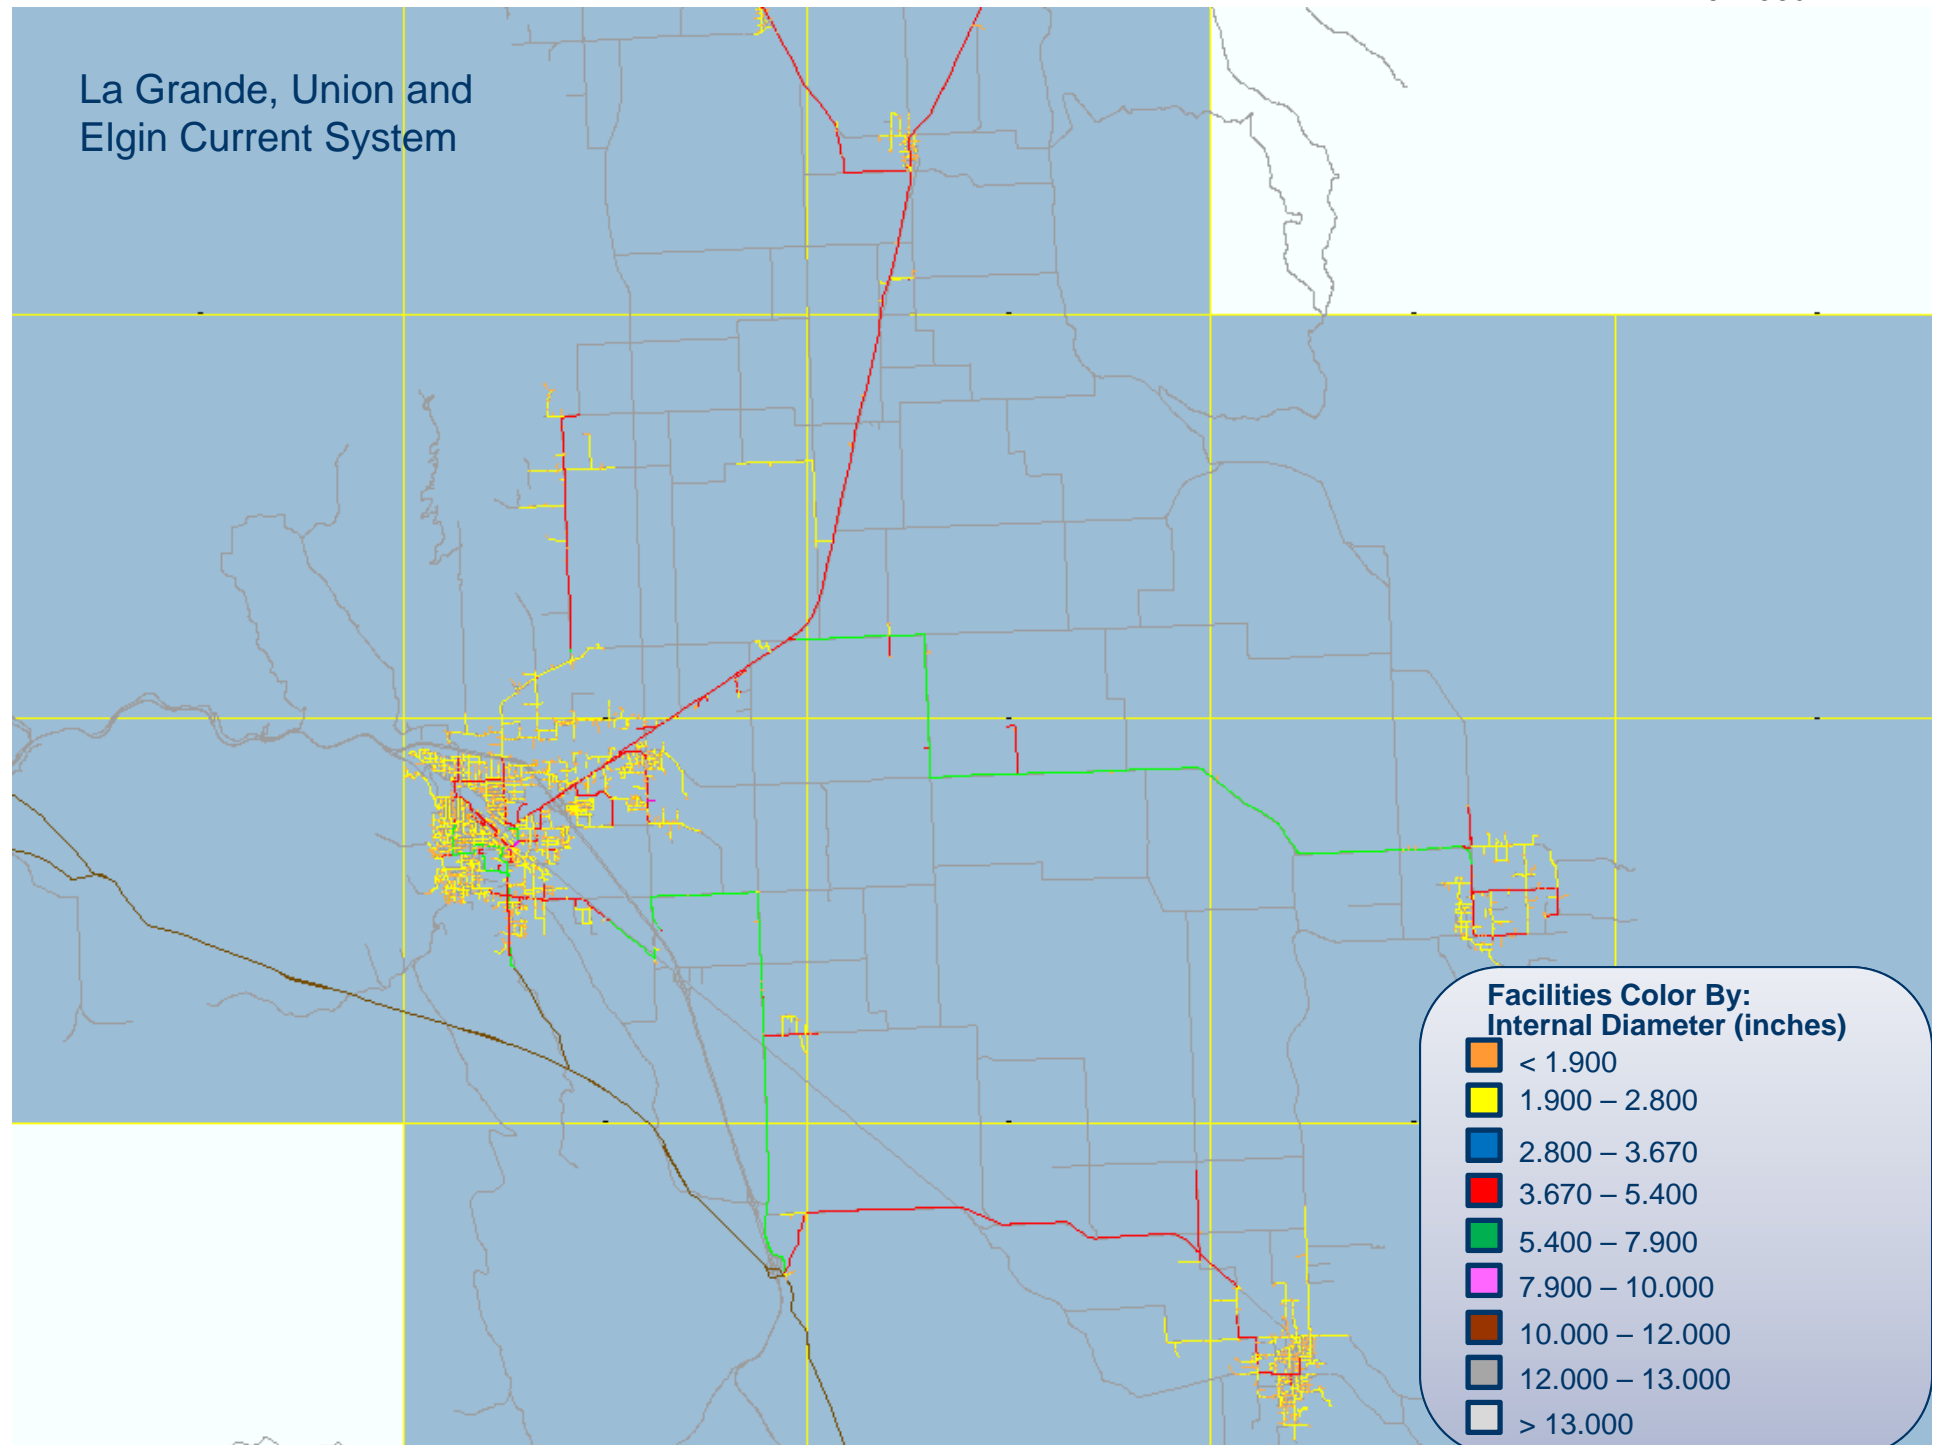 La Grande, Union and
Elgin Current System
Facilities Color By:
Internal Diameter (inches)
< 1.900
1.900 – 2.800
2.800 – 3.670
3.670 – 5.400
5.400 – 7.900
7.900 – 10.000
10.000 – 12.000
12.000 – 13.000
> 13.000